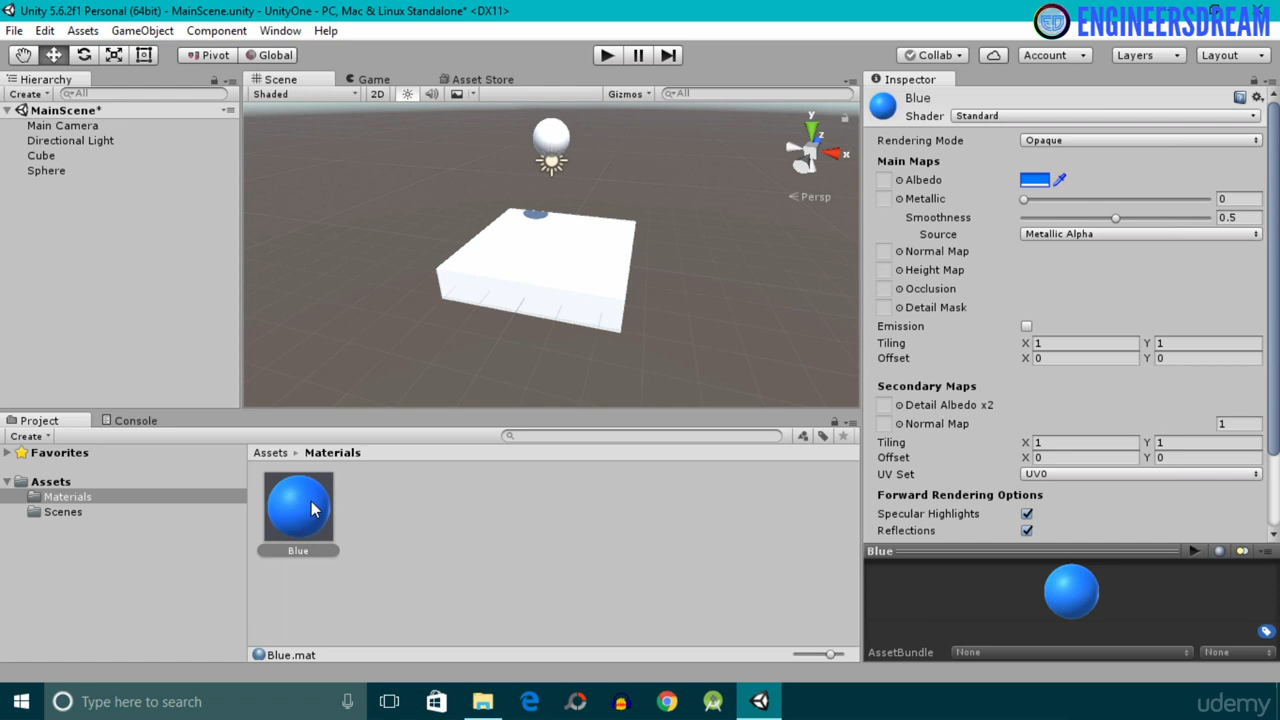 Unity 5.6.2f1 Personal (64bit) - MainScene.unity - UnityOne - PC, Mac & Linux Standalone* <DX11>
ENGINEERSDREAM
ED
File Edit Assets GameObject Component Window Help
Pivot Global Collab Account Layers Layout
Hierarchy Scene Game Asset Store Inspector
Create All Shaded 2D Gizmos All Blue
MainScene* Shader Standard
Main Camera
Directional Light
Cube
Sphere
y
z
x
Persp
Rendering Mode Opaque
Main Maps
Albedo
Metallic 0
Smoothness 0.5
Source Metallic Alpha
Normal Map
Height Map
Occlusion
Detail Mask
Emission
Tiling X 1 Y 1
Offset X 0 Y 0
Secondary Maps
Detail Albedo x2
Normal Map 1
Tiling X 1 Y 1
Offset X 0 Y 0
UV Set UV0
Forward Rendering Options
Specular Highlights
Reflections
Blue
AssetBundle None None
Project Console
Create
Favorites Assets Materials
Assets
Materials
Scenes
Blue
Blue.mat
Type here to search
udemy